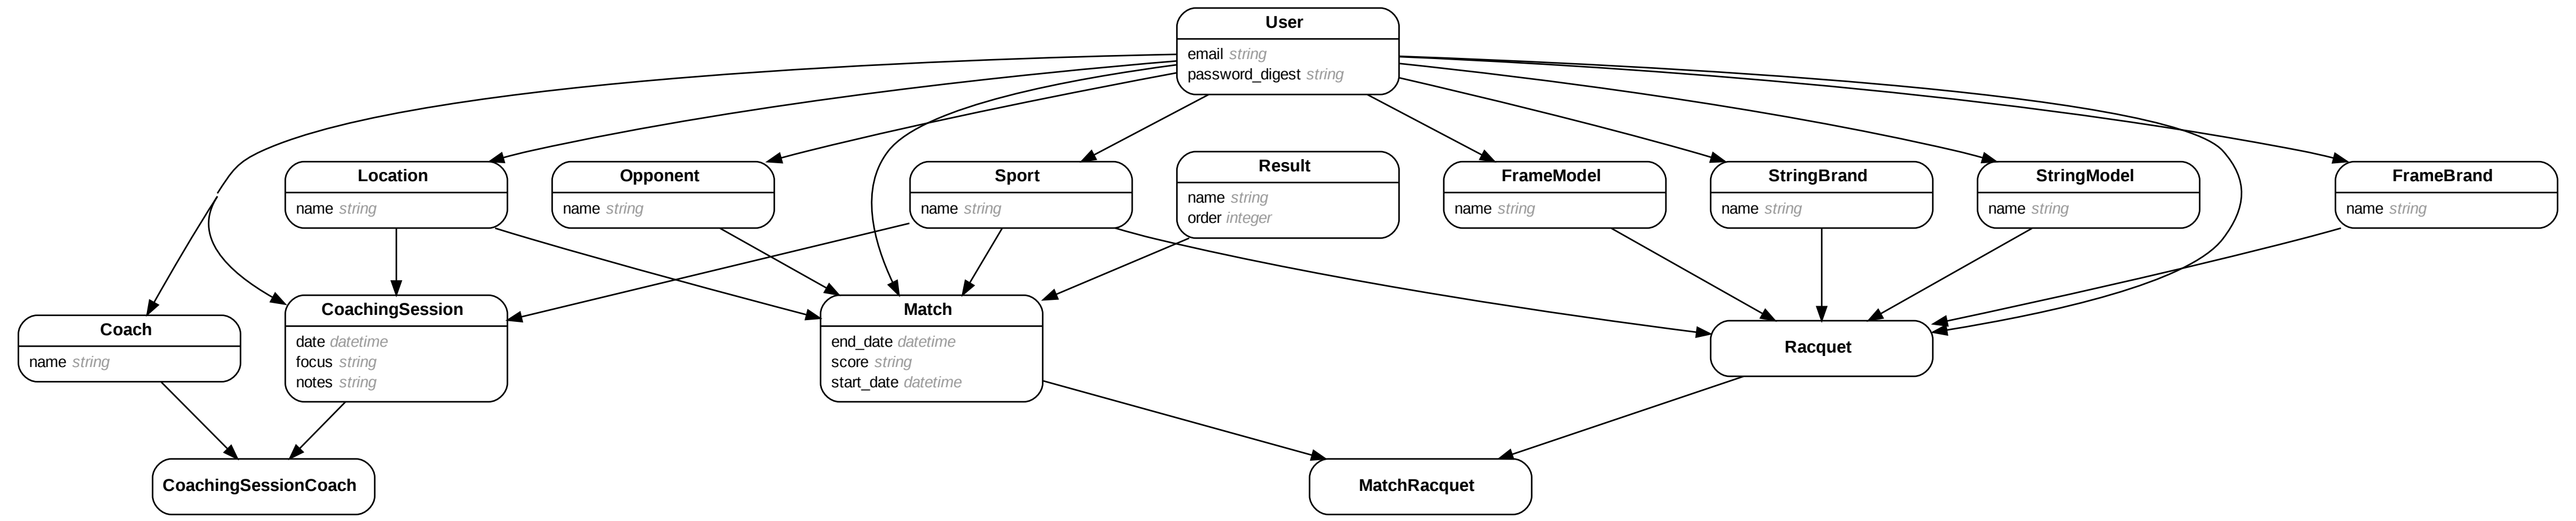 User
email string
password_digest string
Location
name string
Opponent
name string
Sport
name string
Result
name string
order integer
FrameModel
name string
StringBrand
name string
StringModel
name string
FrameBrand
name string
Coach
name string
CoachingSession
date datetime
focus string
notes string
Match
end_date datetime
score string
start_date datetime
Racquet
CoachingSessionCoach
MatchRacquet